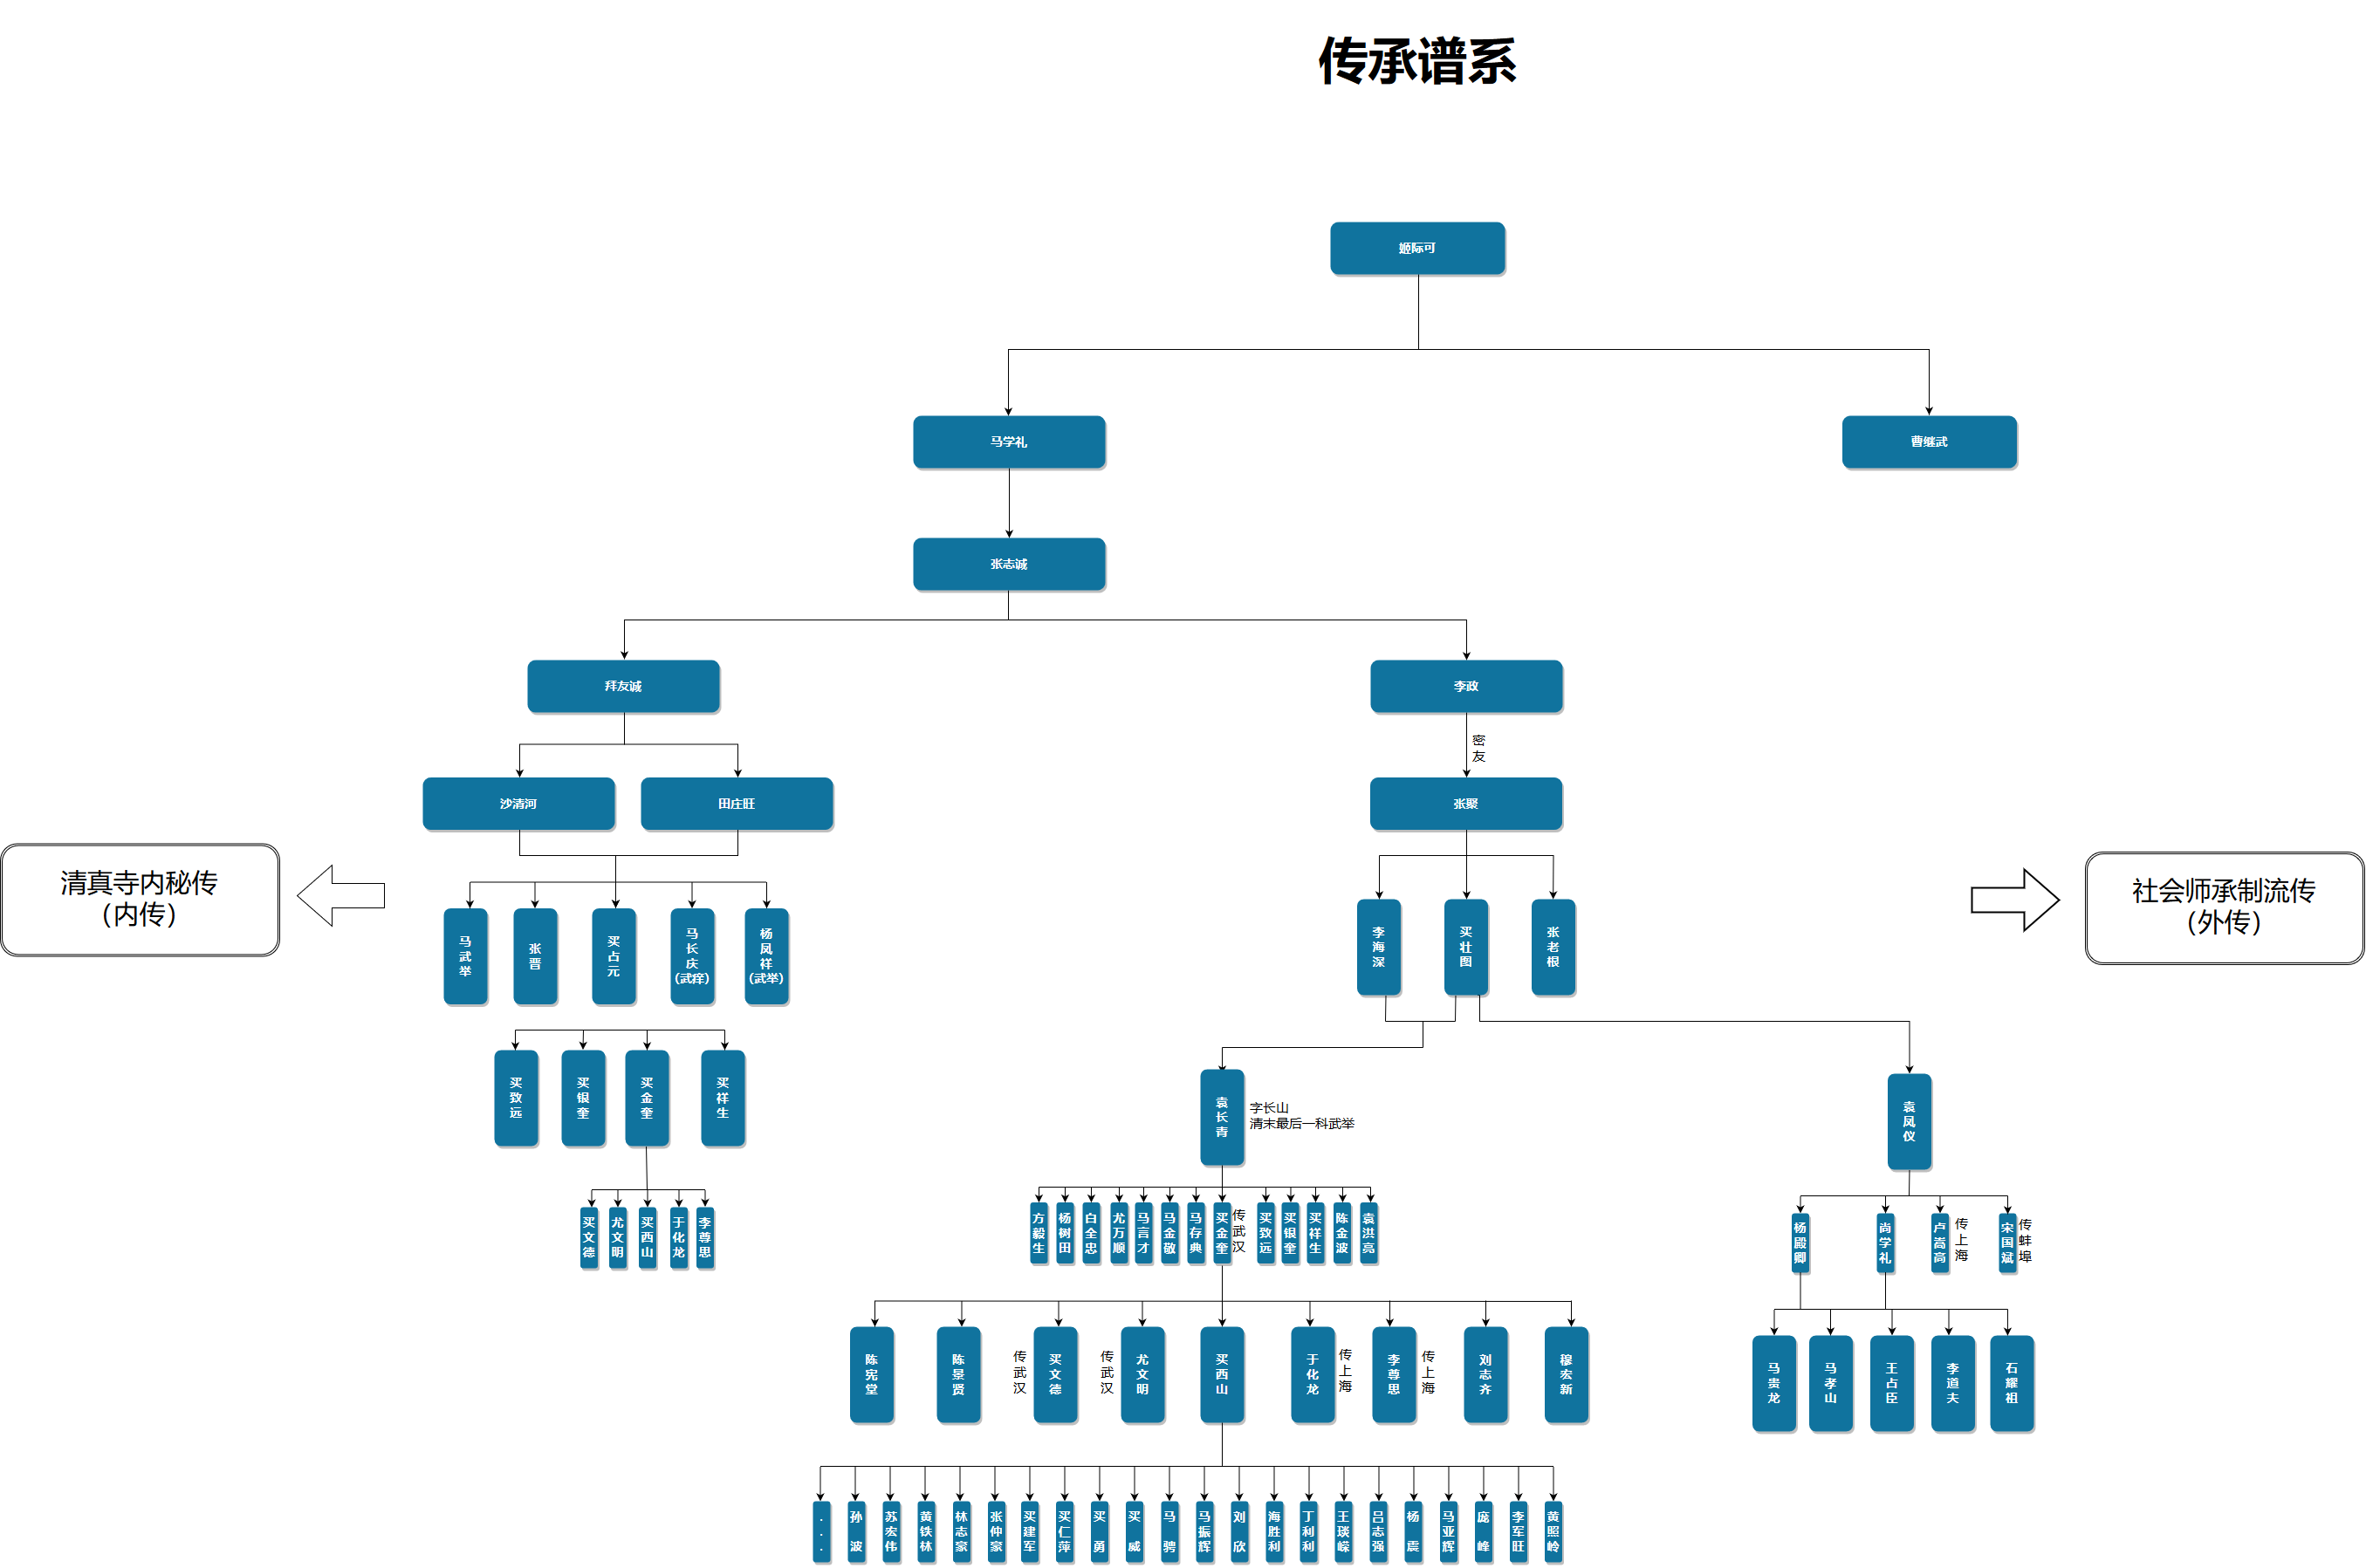 传承谱系
姬际可
马学礼
曹继武
张志诚
拜友诚
李政
密友
沙清河
田庄旺
张聚
清真寺内秘传
（内传）
社会师承制流传
（外传）
马武举
张晋
买占元
马长庆
（武痒）
杨凤祥
（武举）
李海深
买壮图
张老根
买致远
买银奎
买金奎
买祥生
袁长青
字长山
清末最后一科武举
袁凤仪
买文德
尤文明
买西山
于化龙
李尊思
方毅生
杨树田
白全忠
尤万顺
马言才
马金敬
马存典
买金奎
传武汉
买致远
买银奎
买祥生
陈金波
袁洪亮
杨殿卿
尚学礼
卢嵩高
传上海
宋国斌
传蚌埠
陈宪堂
陈景贤
传武汉
买文德
传武汉
尤文明
买西山
于化龙
传上海
李尊思
传上海
刘志齐
穆宏新
马贵龙
马孝山
王占臣
李道夫
石耀祖
...
孙波
苏宏伟
黄铁林
林志家
张仲家
买建军
买仁萍
买勇
买威
马骋
马振辉
刘欣
海胜利
丁利利
王琰嵘
吕志强
杨震
马亚辉
庞峰
李军旺
黄照岭